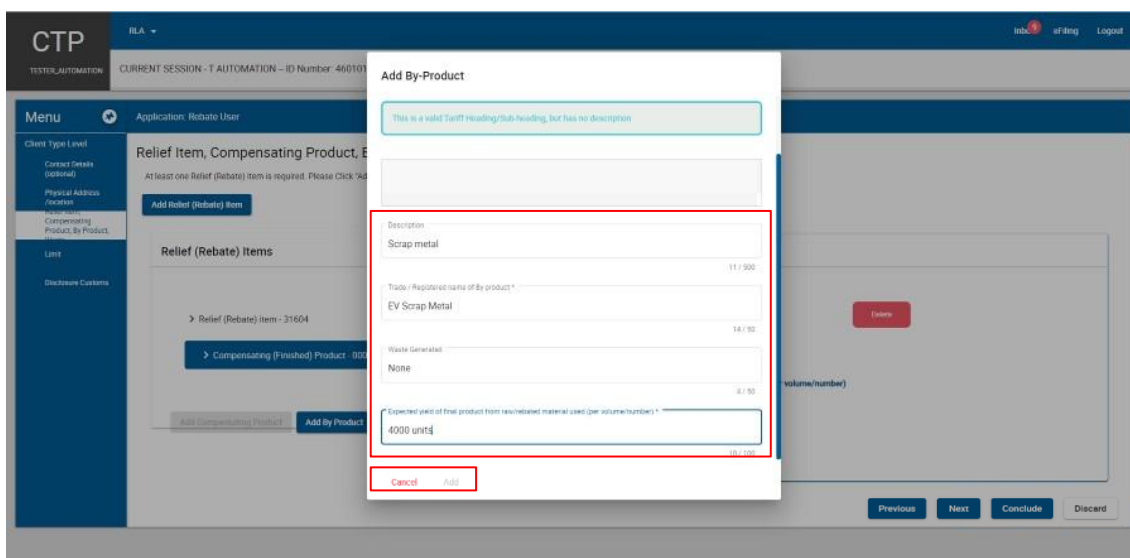 CTP
RLA
Inbox
eFiling
Logout
TESTER_AUTOMATION
CURRENT SESSION - T AUTOMATION – ID Number: 460101
Menu
Application: Rebate User
Client Type Level
Contact Details
(optional)
Physical Address
/location
Relief Item,
Compensating
Product, By Product,
Limit
Disclosure Customs
Relief Item, Compensating Product,
At least one Relief (Rebate) item is required. Please Click
Add Relief (Rebate) Item
Relief (Rebate) Items
Relief (Rebate) item - 31604
Compensating (Finished) Product - 000
Add Compensating Product
Add By Product
Delete
volume/number)
Add By-Product
This is a valid Tariff Heading/Sub-heading, but has no description
Description
Scrap metal
11 / 500
Trade / Registered name of By product *
EV Scrap Metal
14 / 50
Waste Generated
None
4 / 50
Expected yield of final product from raw/rebated material used (per volume/number) *
4000 units
10 / 100
Cancel
Add
Previous
Next
Conclude
Discard